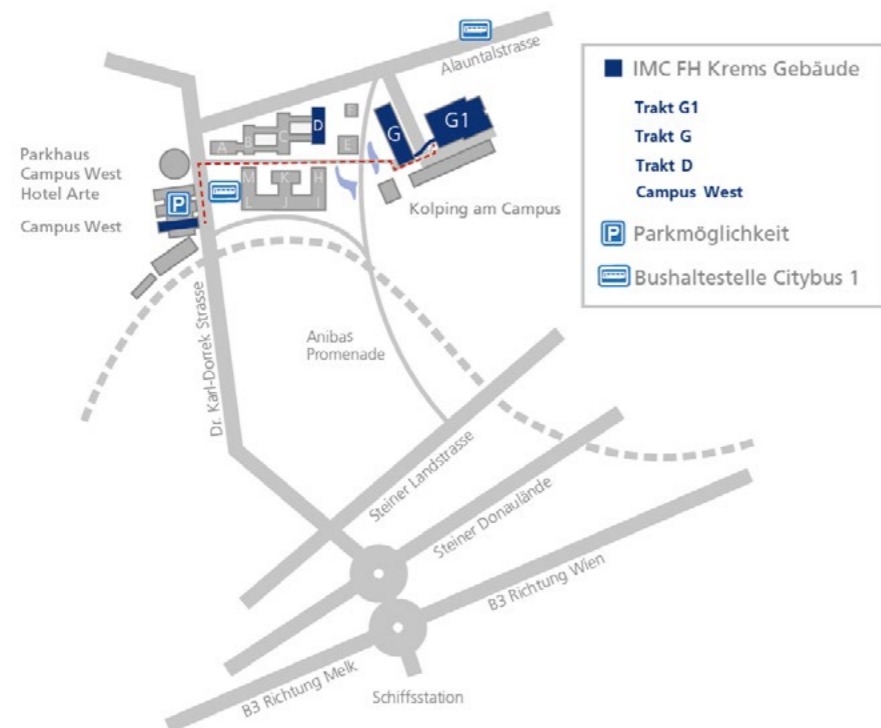 Alauntalstrasse
IMC FH Krems Gebäude
Trakt G1
Trakt G
Trakt D
Campus West
P Parkmöglichkeit
Bushaltestelle Citybus 1
Parkhaus
Campus West
Hotel Arte
Campus West
P
A
B
C
D
E
G
G1
M
K
H
L
J
I
Kolping am Campus
Dr. Karl-Dorrek Strasse
Anibas
Promenade
Steiner Landstrasse
Steiner Donaulände
B3 Richtung Wien
B3 Richtung Melk
Schiffsstation